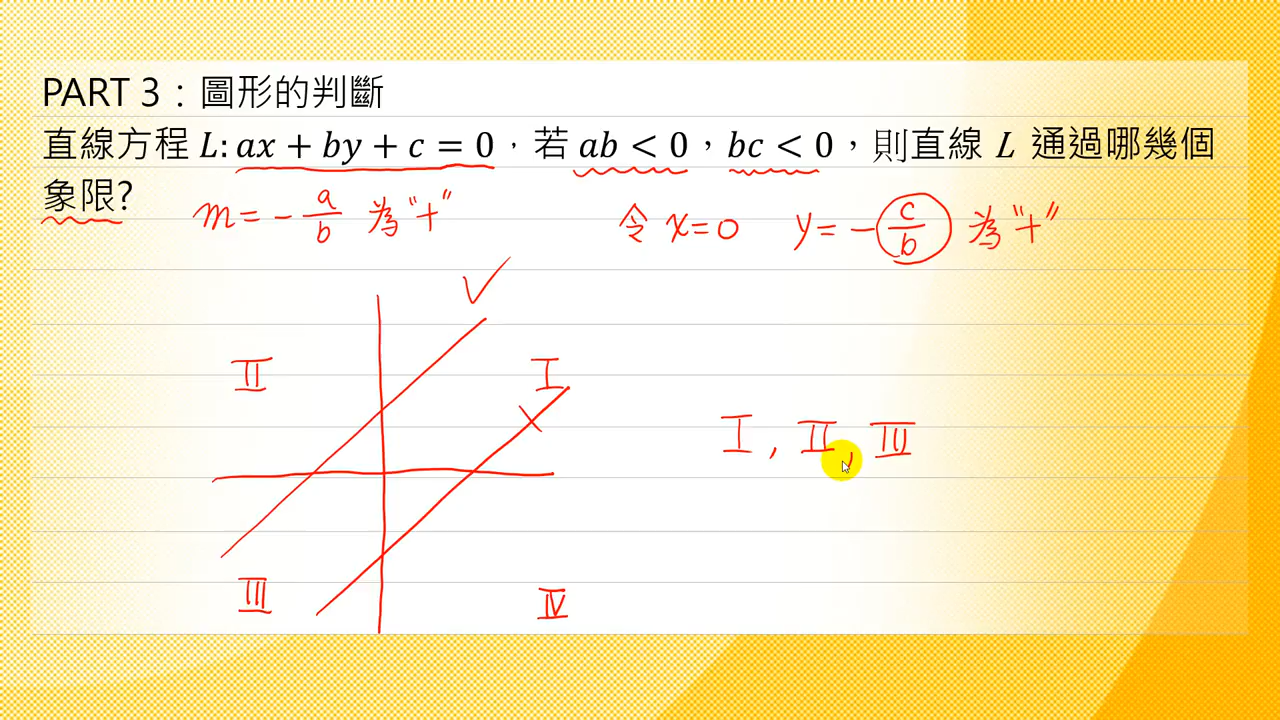 PART 3：圖形的判斷
直線方程 L: ax + by + c = 0，若 ab < 0，bc < 0，則直線 L 通過哪幾個
象限?
m = - a/b 為"+" 令 x=0 y = - c/b 為"+"
II I
I , II , III
III IV